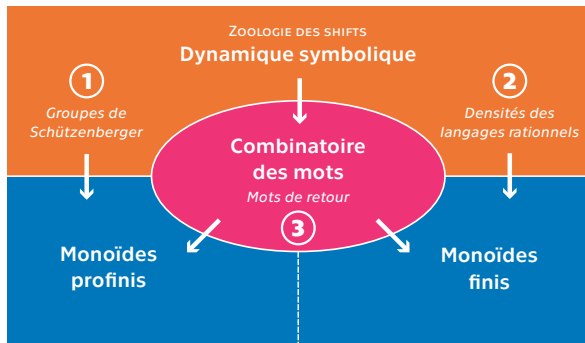 Zoologie des shifts
Dynamique symbolique
1
Groupes de
Schützenberger
2
Densités des
langages rationnels
Combinatoire
des mots
Mots de retour
3
Monoïdes
profinis
Monoïdes
finis